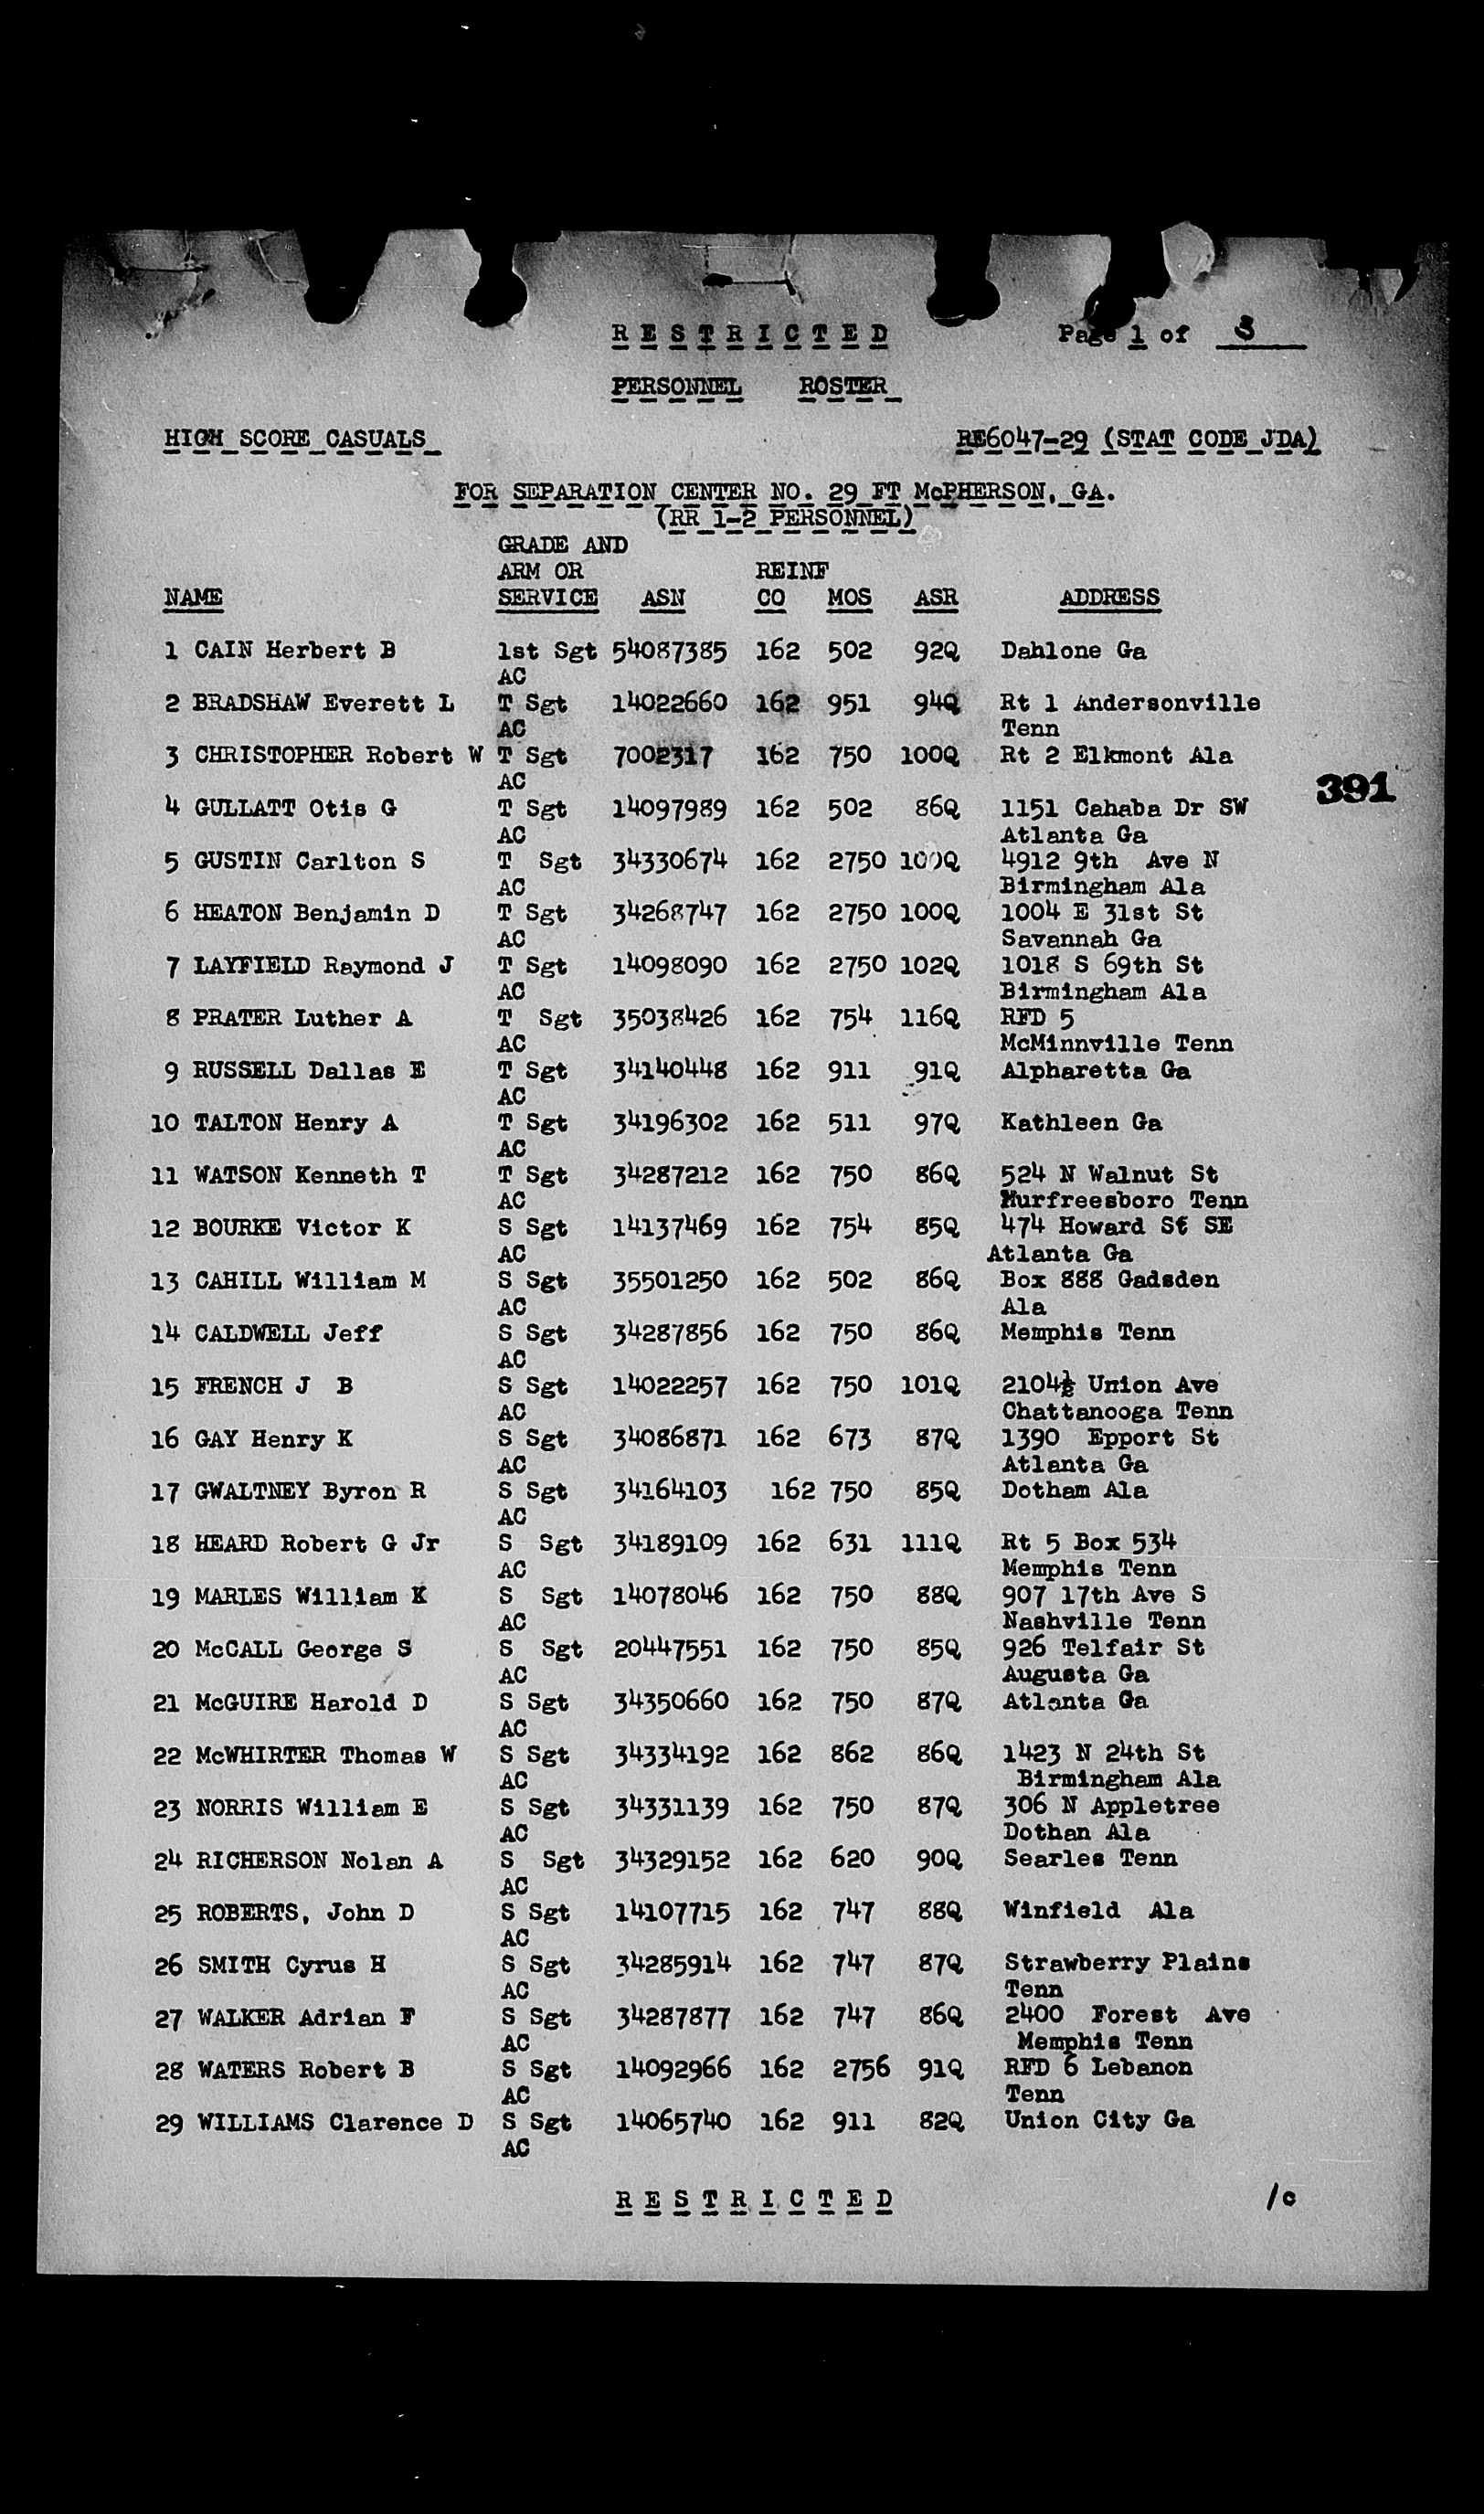 RESTRICTED Page 1 of 3
PERSONNEL ROSTER
HIGH SCORE CASUALS RE6047-29 (STAT CODE JDA)
FOR SEPARATION CENTER NO. 29 FT McPHERSON, GA.
(RR 1-2 PERSONNEL)
GRADE AND
ARM OR REINF
NAME SERVICE ASN CO MOS ASR ADDRESS
1 CAIN Herbert B 1st Sgt 54087385 162 502 92Q Dahlone Ga
AC
2 BRADSHAW Everett L T Sgt 14022660 162 951 94Q Rt 1 Andersonville
AC Tenn
3 CHRISTOPHER Robert W T Sgt 7002317 162 750 100Q Rt 2 Elkmont Ala
AC
391
4 GULLATT Otis G T Sgt 14097989 162 502 86Q 1151 Cahaba Dr SW
AC Atlanta Ga
5 GUSTIN Carlton S T Sgt 34330674 162 2750 100Q 4912 9th Ave N
AC Birmingham Ala
6 HEATON Benjamin D T Sgt 34268747 162 2750 100Q 1004 E 31st St
AC Savannah Ga
7 LAYFIELD Raymond J T Sgt 14098090 162 2750 102Q 1018 S 69th St
AC Birmingham Ala
8 PRATER Luther A T Sgt 35038426 162 754 116Q RFD 5
AC McMinnville Tenn
9 RUSSELL Dallas E T Sgt 34140448 162 911 91Q Alpharetta Ga
AC
10 TALTON Henry A T Sgt 34196302 162 511 97Q Kathleen Ga
AC
11 WATSON Kenneth T T Sgt 34287212 162 750 86Q 524 N Walnut St
AC Murfreesboro Tenn
12 BOURKE Victor K S Sgt 14137469 162 754 85Q 474 Howard St SE
AC Atlanta Ga
13 CAHILL William M S Sgt 35501250 162 502 86Q Box 888 Gadsden
AC Ala
14 CALDWELL Jeff S Sgt 34287856 162 750 86Q Memphis Tenn
AC
15 FRENCH J B S Sgt 14022257 162 750 101Q 2104½ Union Ave
AC Chattanooga Tenn
16 GAY Henry K S Sgt 34086871 162 673 87Q 1390 Epport St
AC Atlanta Ga
17 GWALTNEY Byron R S Sgt 34164103 162 750 85Q Dotham Ala
AC
18 HEARD Robert G Jr S Sgt 34189109 162 631 111Q Rt 5 Box 534
AC Memphis Tenn
19 MARLES William K S Sgt 14078046 162 750 88Q 907 17th Ave S
AC Nashville Tenn
20 McCALL George S S Sgt 20447551 162 750 85Q 926 Telfair St
AC Augusta Ga
21 McGUIRE Harold D S Sgt 34350660 162 750 87Q Atlanta Ga
AC
22 McWHIRTER Thomas W S Sgt 34334192 162 862 86Q 1423 N 24th St
AC Birmingham Ala
23 NORRIS William E S Sgt 34331139 162 750 87Q 306 N Appletree
AC Dothan Ala
24 RICHERSON Nolan A S Sgt 34329152 162 620 90Q Searles Tenn
AC
25 ROBERTS, John D S Sgt 14107715 162 747 88Q Winfield Ala
AC
26 SMITH Cyrus H S Sgt 34285914 162 747 87Q Strawberry Plains
AC Tenn
27 WALKER Adrian F S Sgt 34287877 162 747 86Q 2400 Forest Ave
AC Memphis Tenn
28 WATERS Robert B S Sgt 14092966 162 2756 91Q RFD 6 Lebanon
AC Tenn
29 WILLIAMS Clarence D S Sgt 14065740 162 911 82Q Union City Ga
AC
RESTRICTED 1c